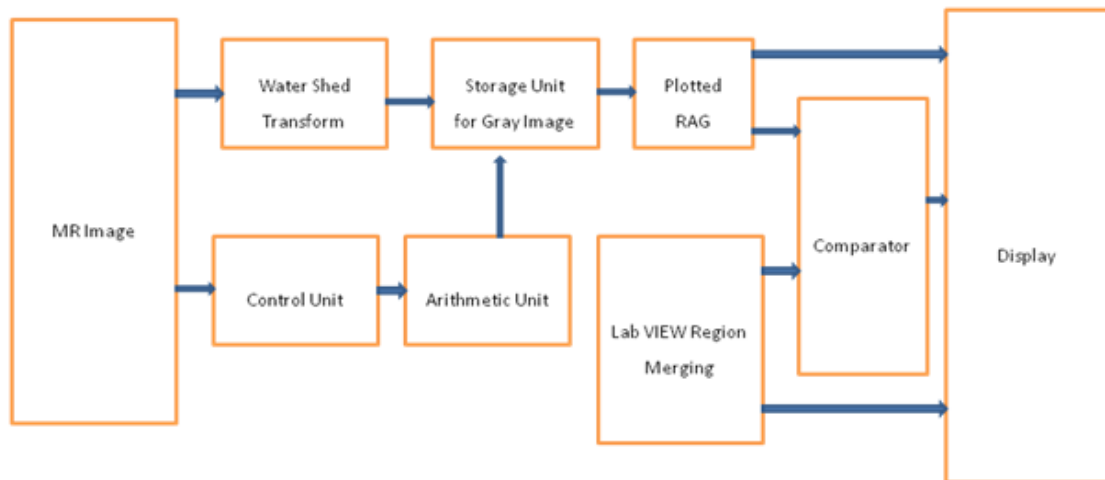 MR Image
Water Shed
Transform
Storage Unit
for Gray Image
Plotted
RAG
Control Unit
Arithmetic Unit
Lab VIEW Region
Merging
Comparator
Display